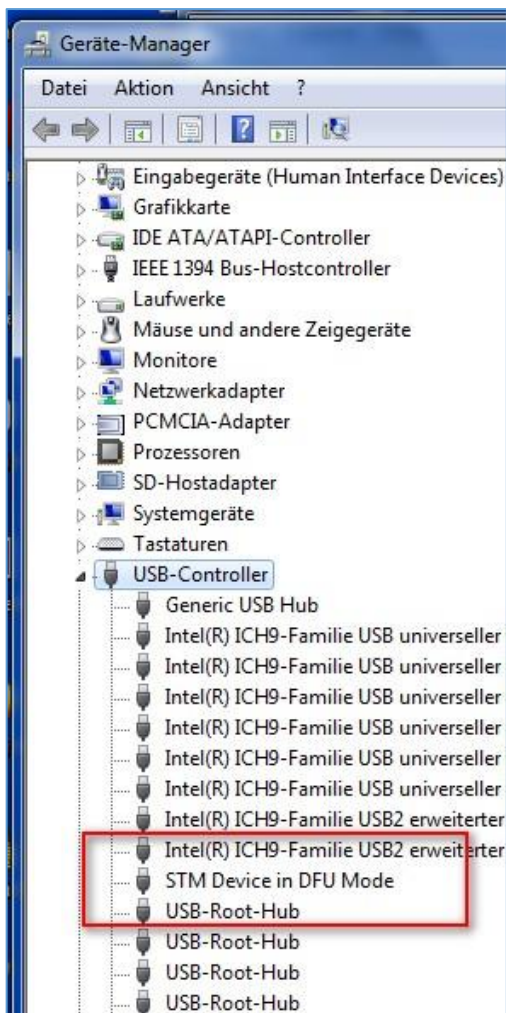 Geräte-Manager
Datei Aktion Ansicht ?
Eingabegeräte (Human Interface Devices)
Grafikkarte
IDE ATA/ATAPI-Controller
IEEE 1394 Bus-Hostcontroller
Laufwerke
Mäuse und andere Zeigegeräte
Monitore
Netzwerkadapter
PCMCIA-Adapter
Prozessoren
SD-Hostadapter
Systemgeräte
Tastaturen
USB-Controller
Generic USB Hub
Intel(R) ICH9-Familie USB universeller
Intel(R) ICH9-Familie USB universeller
Intel(R) ICH9-Familie USB universeller
Intel(R) ICH9-Familie USB universeller
Intel(R) ICH9-Familie USB universeller
Intel(R) ICH9-Familie USB universeller
Intel(R) ICH9-Familie USB2 erweiterter
Intel(R) ICH9-Familie USB2 erweiterter
STM Device in DFU Mode
USB-Root-Hub
USB-Root-Hub
USB-Root-Hub
USB-Root-Hub